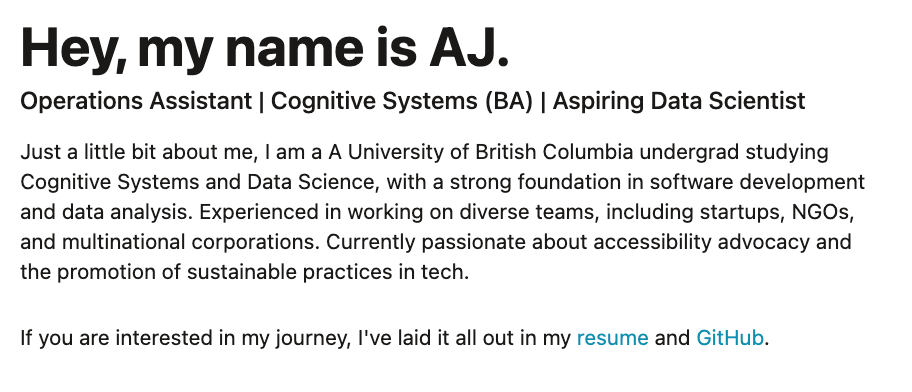 Hey, my name is AJ.
Operations Assistant | Cognitive Systems (BA) | Aspiring Data Scientist
Just a little bit about me, I am a A University of British Columbia undergrad studying
Cognitive Systems and Data Science, with a strong foundation in software development
and data analysis. Experienced in working on diverse teams, including startups, NGOs,
and multinational corporations. Currently passionate about accessibility advocacy and
the promotion of sustainable practices in tech.
If you are interested in my journey, I've laid it all out in my resume and GitHub.